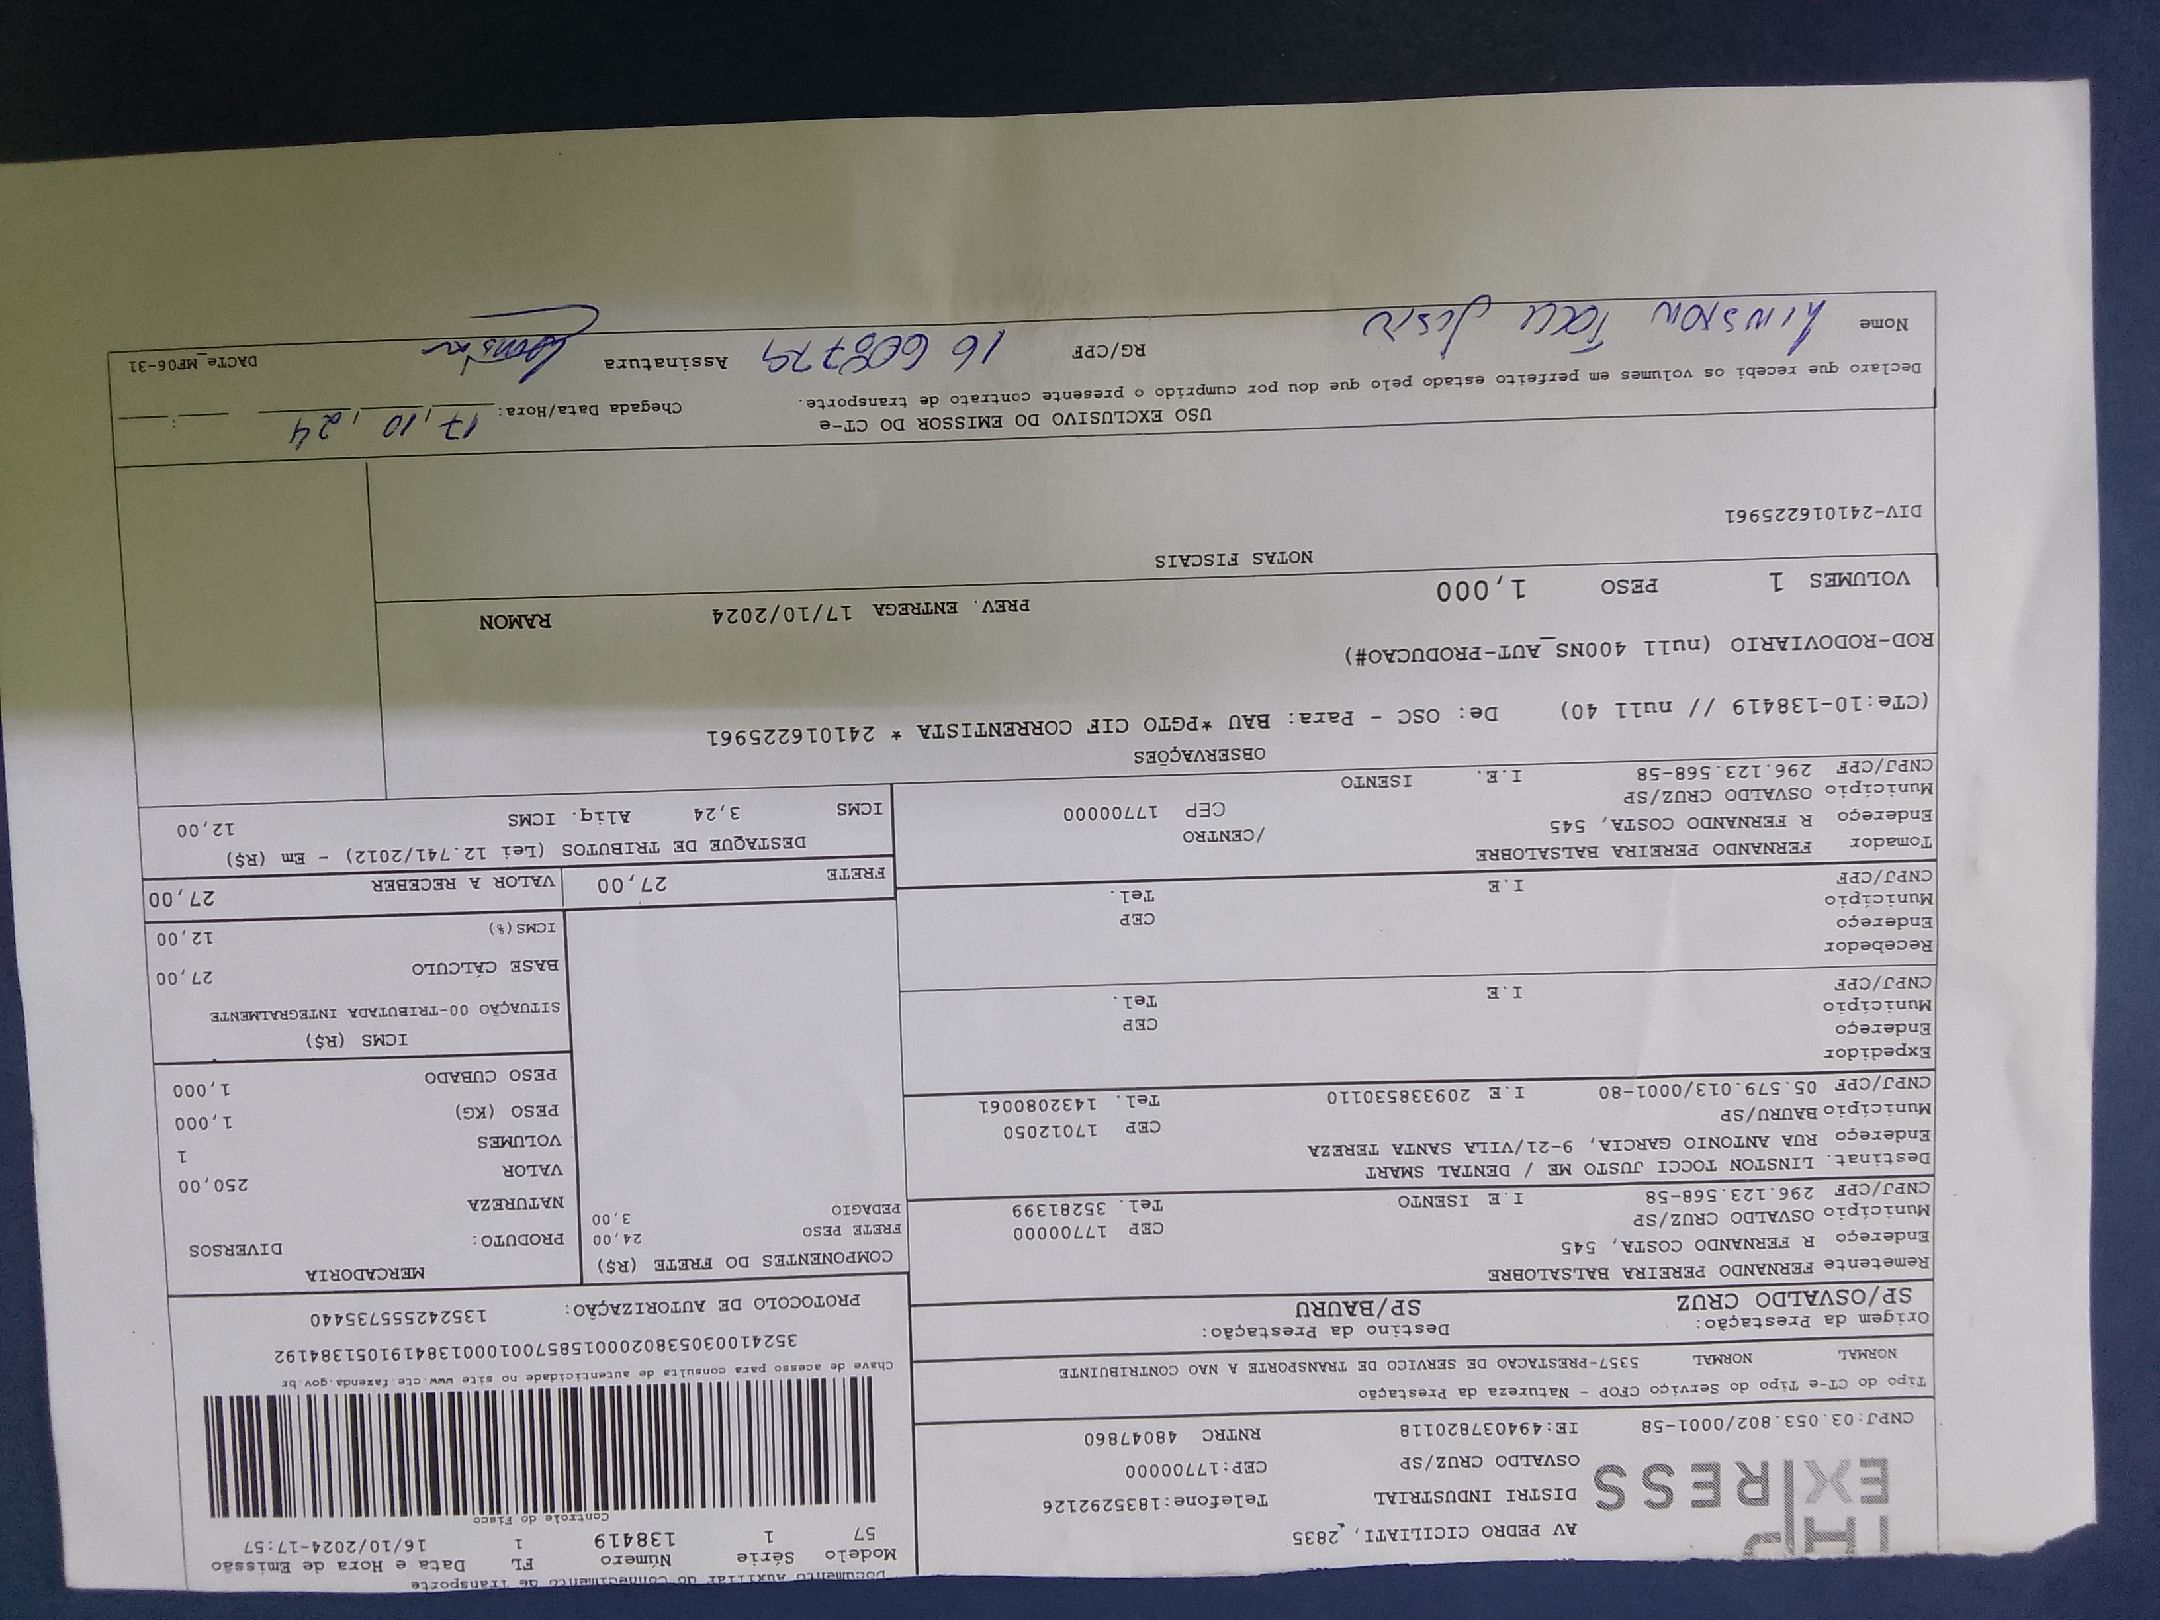 Documento Auxiliar do Conhecimento de Transporte
EXPRESS
AV PEDRO CICILIATI, 2835
DISTRI INDUSTRIAL Telefone:1835292126
OSVALDO CRUZ/SP CEP:17700000
CNPJ:03.053.802/0001-58 IE:494037820118 RNTRC 48047860
Modelo Série Número FL Data e Hora de Emissão
57 1 138419 1 16/10/2024-17:57
Controle do Fisco
Chave de acesso para consulta de autenticidade no site www.cte.fazenda.gov.br
35241003053802000158570010001384191051384192
PROTOCOLO DE AUTORIZAÇÃO: 135242555735440
Tipo do CT-e Tipo do Serviço CFOP - Natureza da Prestação
NORMAL NORMAL 5357-PRESTACAO DE SERVICO DE TRANSPORTE A NAO CONTRIBUINTE
Origem da Prestação: Destino da Prestação:
SP/OSVALDO CRUZ SP/BAURU
Remetente FERNANDO PEREIRA BALSALOBRE
Endereço R FERNANDO COSTA, 545
Município OSVALDO CRUZ/SP CEP 17700000
CNPJ/CPF 296.123.568-58 I.E ISENTO Tel. 35281399
Destinat. LINSTON TOCCI JUSTO ME / DENTAL SMART
Endereço RUA ANTONIO GARCIA, 9-21/VILA SANTA TEREZA
Município BAURU/SP CEP 17012050
CNPJ/CPF 05.579.013/0001-80 I.E 209338530110 Tel. 1432080061
Expedidor
Endereço
Município CEP
CNPJ/CPF I.E Tel.
Recebedor
Endereço
Município CEP
CNPJ/CPF I.E Tel.
Tomador FERNANDO PEREIRA BALSALOBRE
Endereço R FERNANDO COSTA, 545 /CENTRO
Município OSVALDO CRUZ/SP CEP 17700000
CNPJ/CPF 296.123.568-58 I.E. ISENTO
COMPONENTES DO FRETE (R$)
FRETE PESO 24,00
PEDAGIO 3,00
MERCADORIA
PRODUTO: DIVERSOS
NATUREZA
VALOR 250,00
VOLUMES 1
PESO (KG) 1,000
PESO CUBADO 1,000
ICMS (R$)
SITUAÇÃO 00-TRIBUTADA INTEGRALMENTE
BASE CÁLCULO 27,00
ICMS(%) 12,00
FRETE 27,00 VALOR A RECEBER 27,00
DESTAQUE DE TRIBUTOS (Lei 12.741/2012) - Em (R$)
ICMS 3,24 Aliq. ICMS 12,00
OBSERVAÇÕES
(CTe:10-138419 // null 40) De: OSC - Para: BAU *PGTO CIF CORRENTISTA * 241016225961
ROD-RODOVIARIO (null 400NS_AUT-PRODUCAO#)
VOLUMES 1 PESO 1,000 PREV. ENTREGA 17/10/2024 RAMON
NOTAS FISCAIS
DIV-241016225961
USO EXCLUSIVO DO EMISSOR DO CT-e Chegada Data/Hora: 17/10/24 :
Declaro que recebi os volumes em perfeito estado pelo que dou por cumprido o presente contrato de transporte.
Nome Linston Tocci Justo RG/CPF 16 608779 Assinatura DACTe_MF06-31